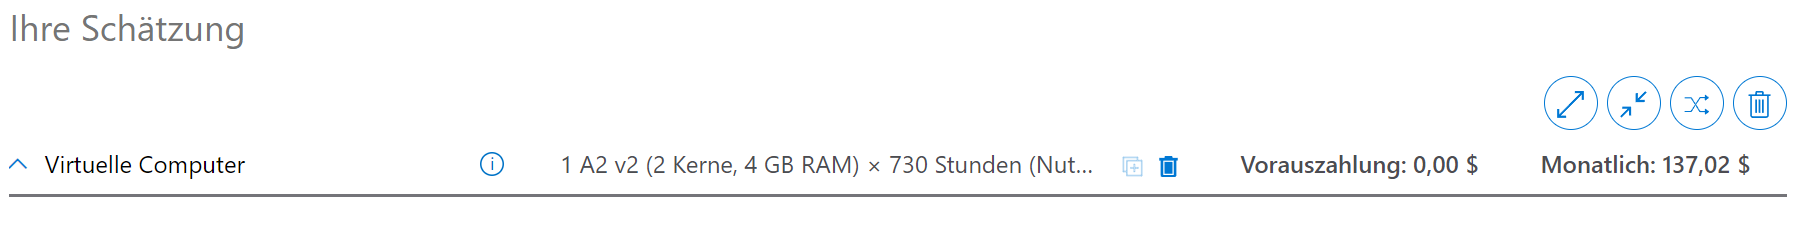 Ihre Schätzung
Virtuelle Computer 1 A2 v2 (2 Kerne, 4 GB RAM) × 730 Stunden (Nut... Vorauszahlung: 0,00 $ Monatlich: 137,02 $